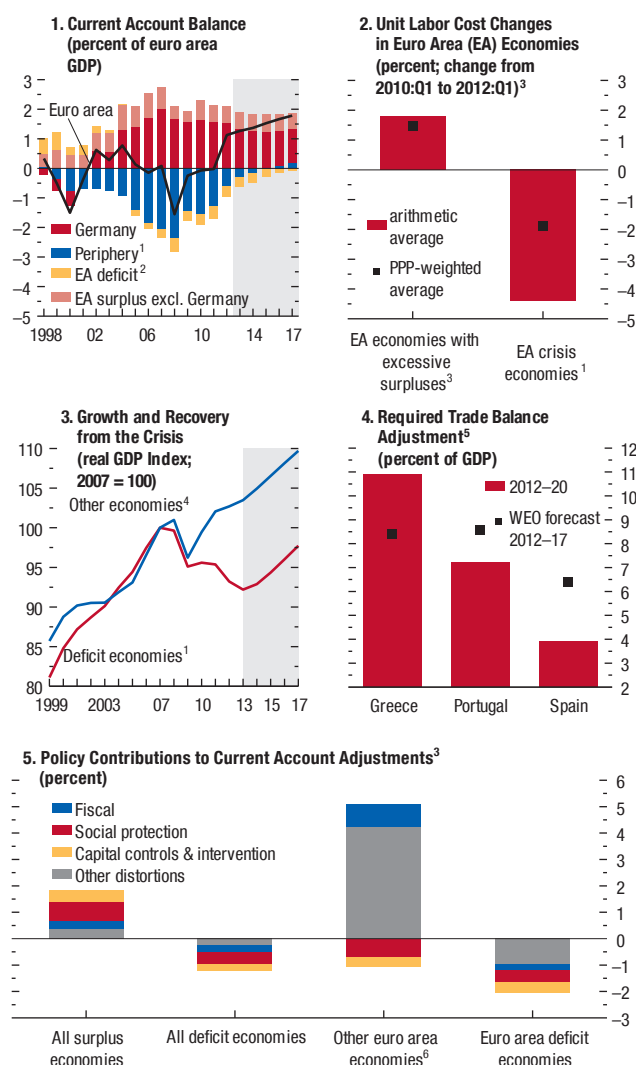 1. Current Account Balance
(percent of euro area
GDP)
3
2
1
0
–1
–2
–3
–4
–5
Euro area
Germany
Periphery¹
EA deficit²
EA surplus excl. Germany
1998 02 06 10 14 17
2. Unit Labor Cost Changes
in Euro Area (EA) Economies
(percent; change from
2010:Q1 to 2012:Q1)³
3
2
1
0
–1
–2
–3
–4
–5
arithmetic
average
PPP-weighted
average
EA economies with
excessive
surpluses³
EA crisis
economies¹
3. Growth and Recovery
from the Crisis
(real GDP Index;
2007 = 100)
110
105
100
95
90
85
80
Other economies⁴
Deficit economies¹
1999 2003 07 10 13 15 17
4. Required Trade Balance
Adjustment⁵
(percent of GDP)
12
11
10
9
8
7
6
5
4
3
2
2012–20
WEO forecast
2012–17
Greece Portugal Spain
5. Policy Contributions to Current Account Adjustments³
(percent)
6
5
4
3
2
1
0
–1
–2
–3
Fiscal
Social protection
Capital controls & intervention
Other distortions
All surplus
economies
All deficit economies
Other euro area
economies⁶
Euro area deficit
economies